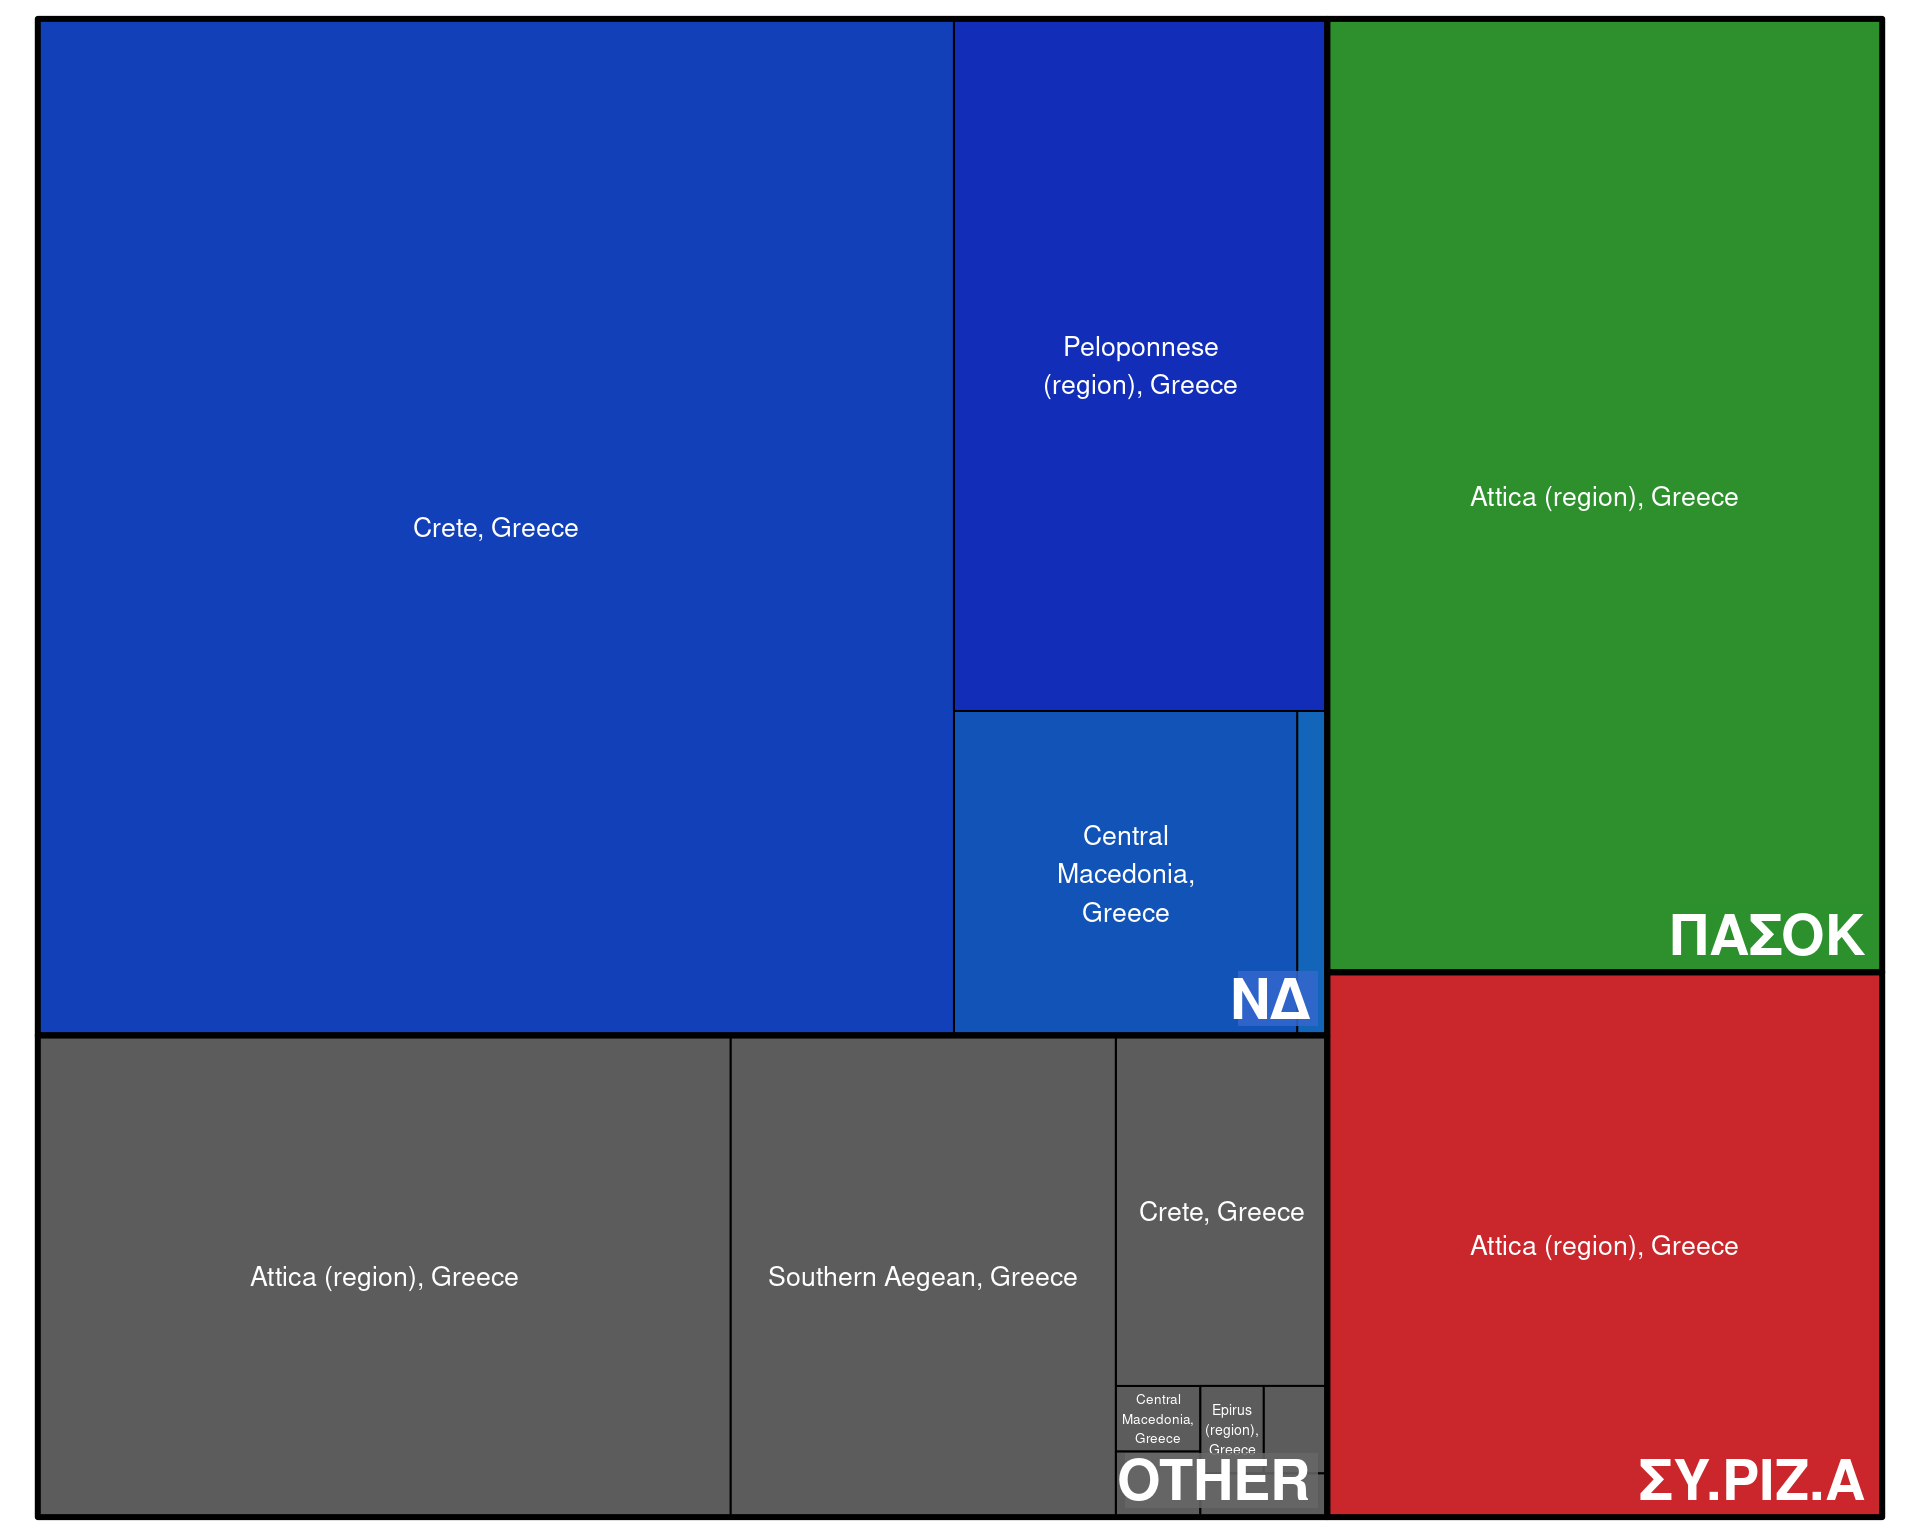 Crete, Greece
Peloponnese
(region), Greece
Central
Macedonia,
Greece
ΝΔ
Attica (region), Greece
ΠΑΣΟΚ
Attica (region), Greece
Southern Aegean, Greece
Crete, Greece
Central
Macedonia,
Greece
Epirus
(region),
Greece
OTHER
Attica (region), Greece
ΣΥ.ΡΙΖ.Α